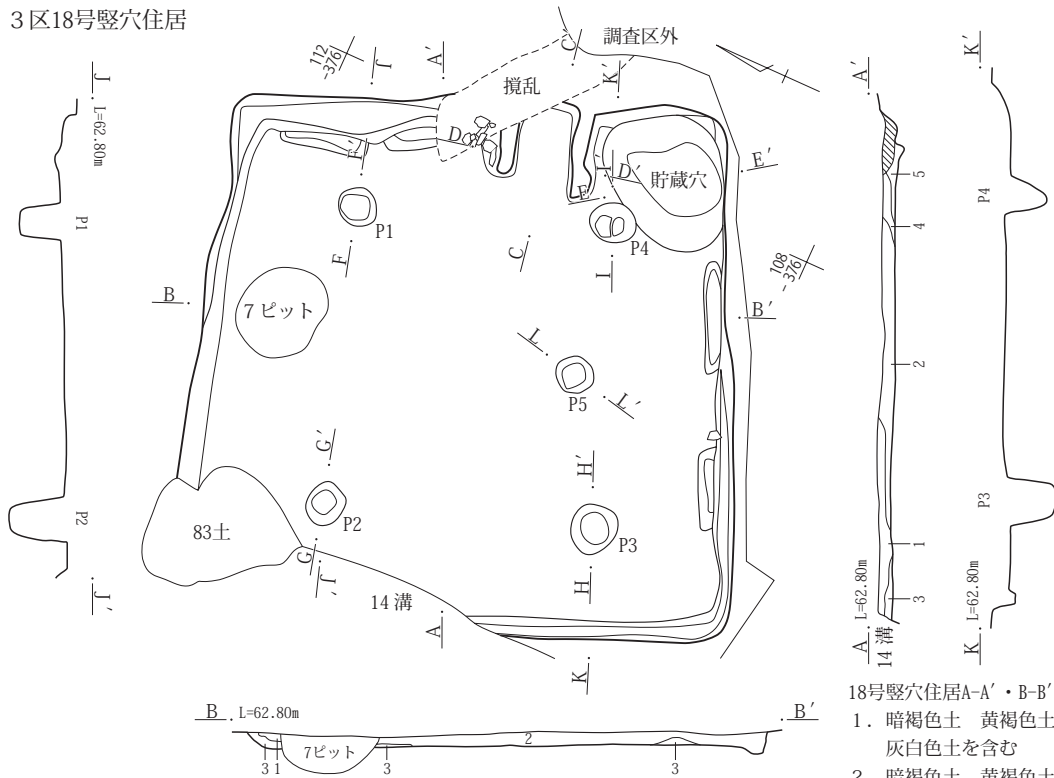 3区18号竪穴住居
調査区外
撹乱
112
-376
J
A′
C′
K′
D
F′
I′
D′
E
E′
貯蔵穴
P1
P4
F
C
I
108
-376
B
B′
7ピット
L
L′
P5
G′
H′
83土
P2
P3
G
J′
H
14溝
A
K
J
L=62.80m
P1
P2
J′
A′
5
4
2
1
3
L=62.80m
A
14溝
K′
P4
P3
L=62.80m
K
B
L=62.80m
B′
7ピット
2
3 1
3
3
18号竪穴住居A-A′・B-B′
1. 暗褐色土 黄褐色土
灰白色土を含む
2. 暗褐色土 黄褐色土